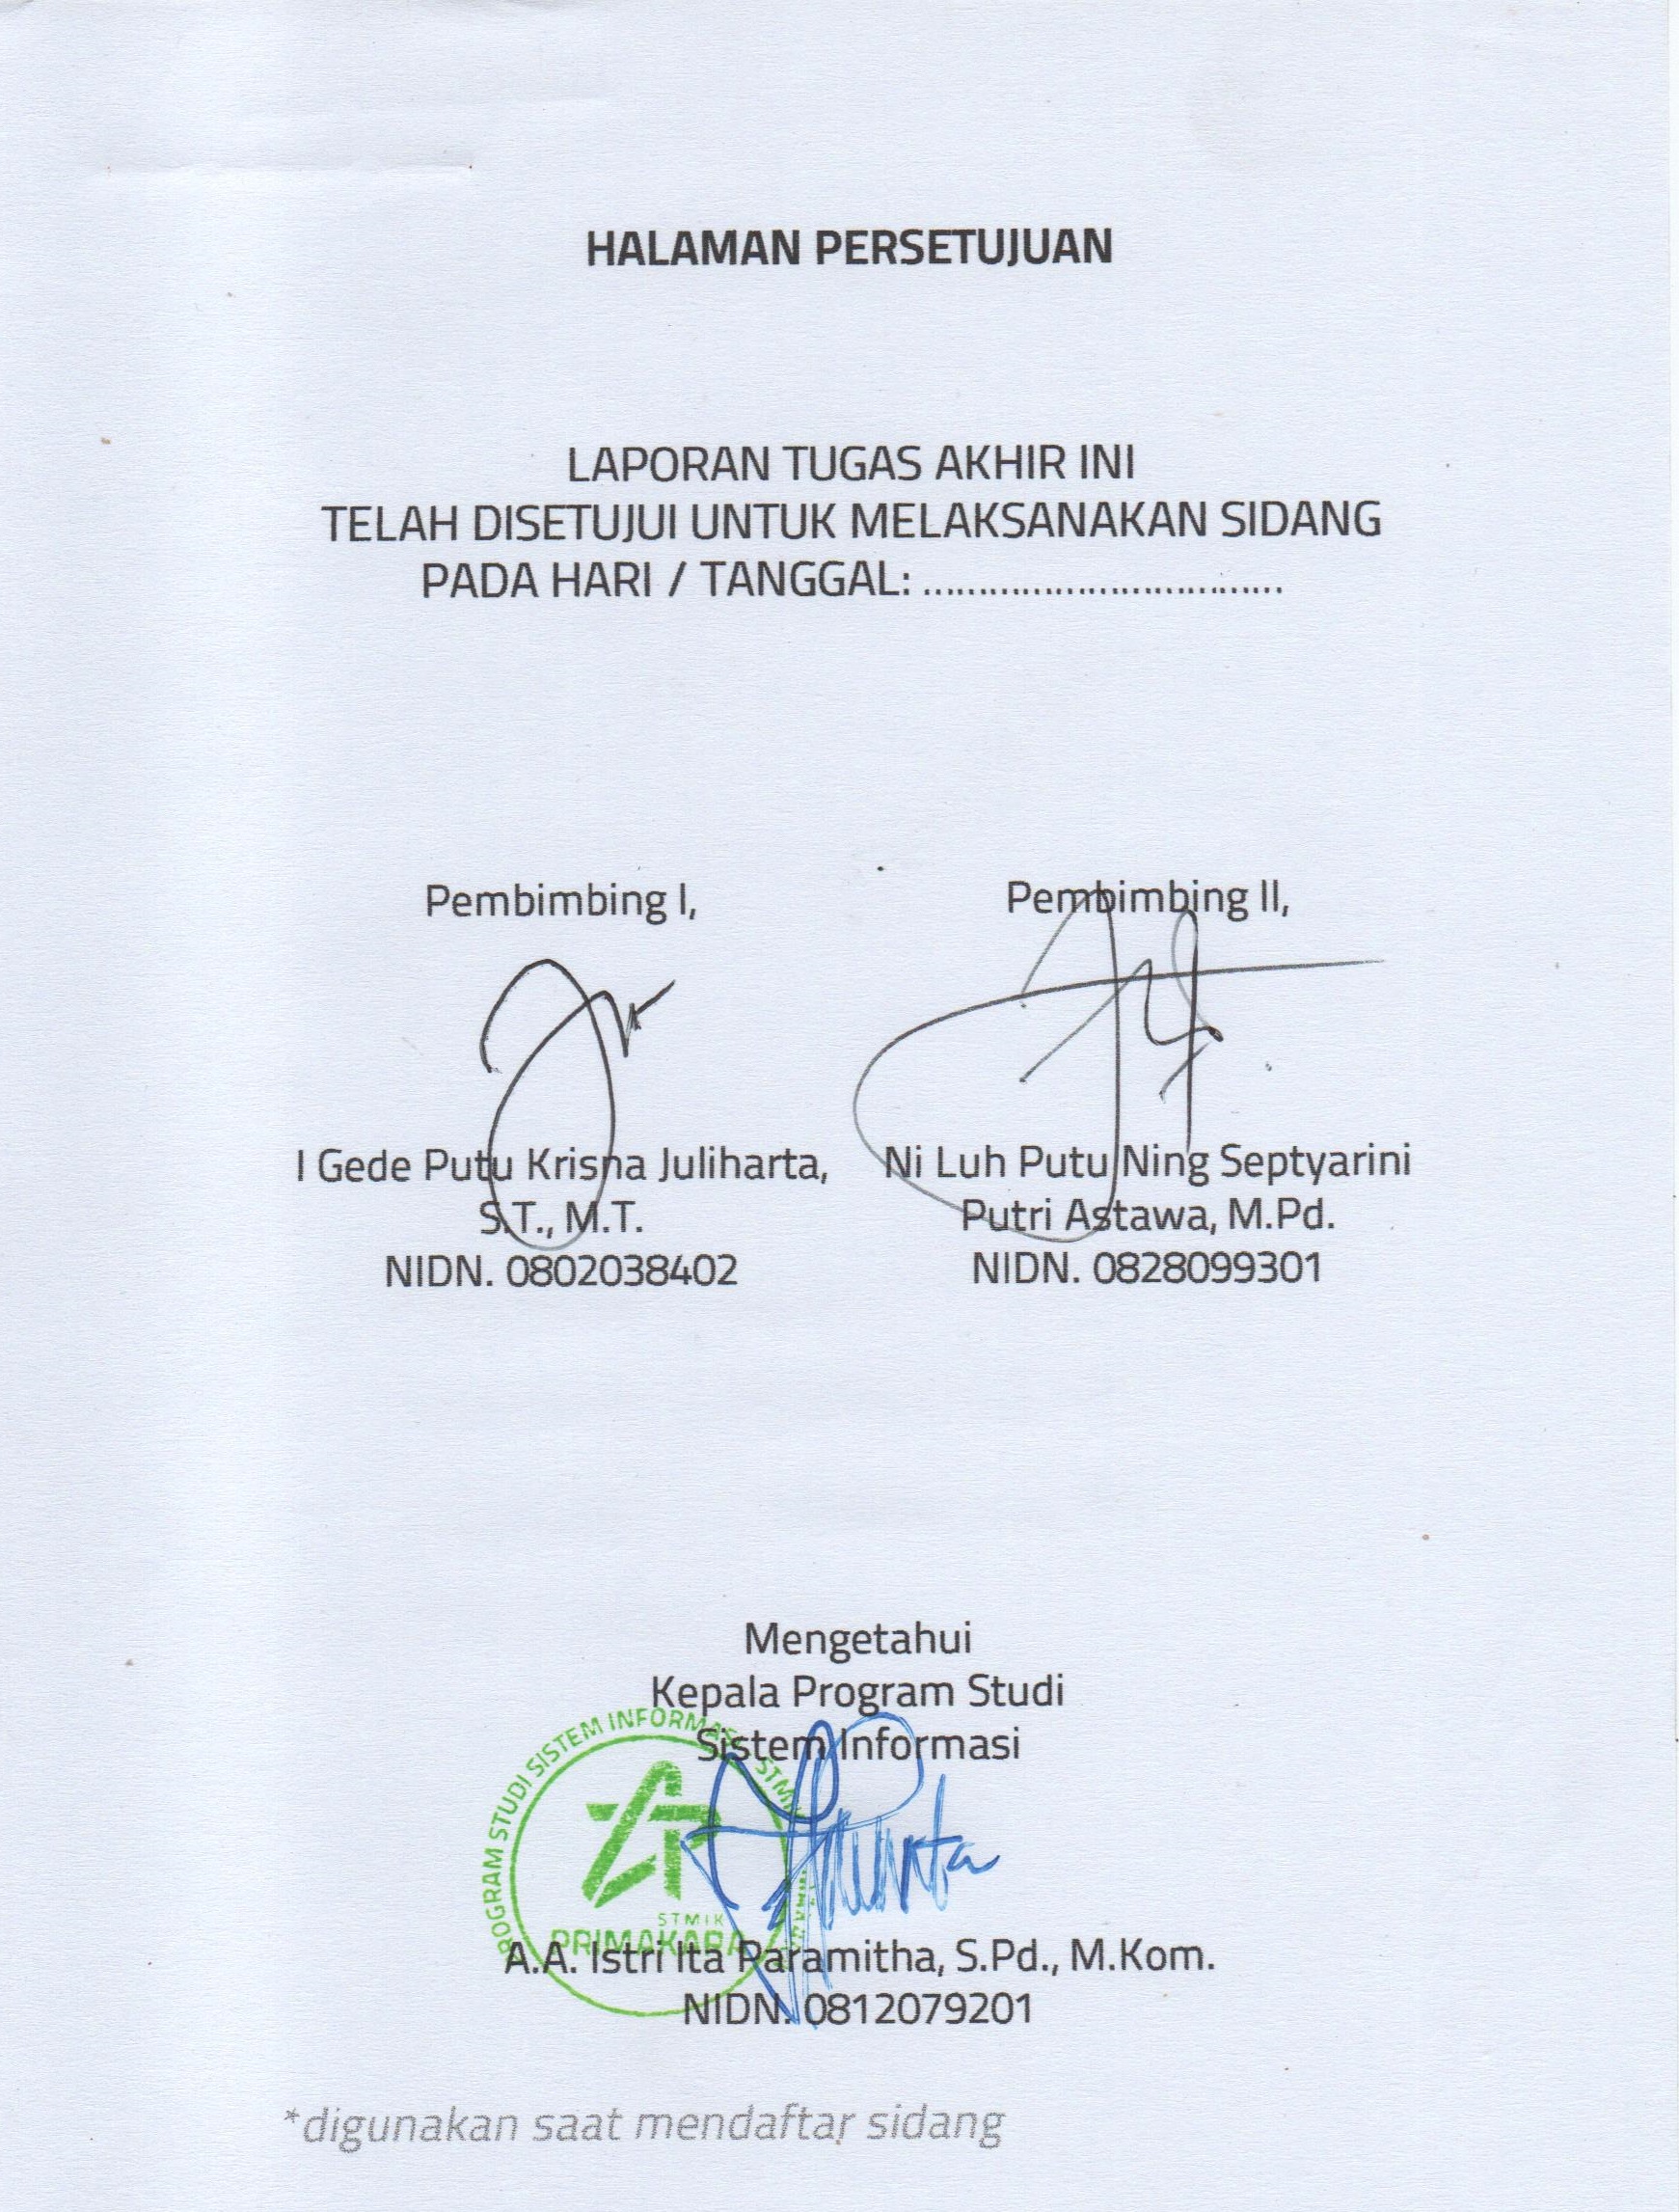 HALAMAN PERSETUJUAN
LAPORAN TUGAS AKHIR INI
TELAH DISETUJUI UNTUK MELAKSANAKAN SIDANG
PADA HARI / TANGGAL: ....................................
Pembimbing I,
I Gede Putu Krisna Juliharta,
S.T., M.T.
NIDN. 0802038402
Pembimbing II,
Ni Luh Putu Ning Septyarini
Putri Astawa, M.Pd.
NIDN. 0828099301
Mengetahui
Kepala Program Studi
Sistem Informasi
PROGRAM STUDI SISTEM INFORMASI STMIK
STMIK
PRIMAKARA
A.A. Istri Ita Paramitha, S.Pd., M.Kom.
NIDN. 0812079201
*digunakan saat mendaftar sidang